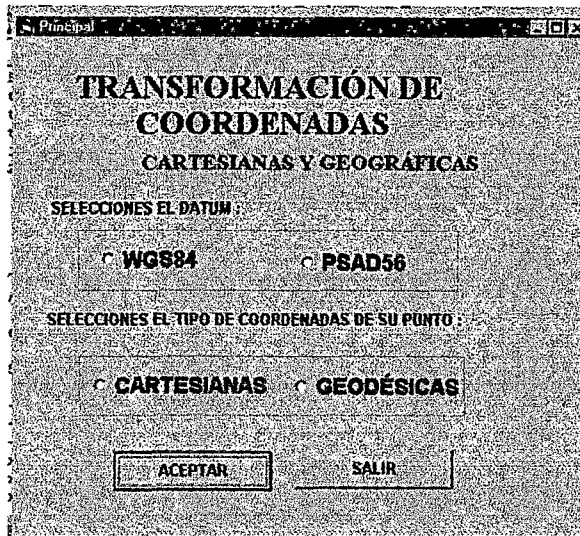 Principal
TRANSFORMACIÓN DE
COORDENADAS
CARTESIANAS Y GEOGRÁFICAS
SELECCIONES EL DATUM :
WGS84 PSAD56
SELECCIONES EL TIPO DE COORDENADAS DE SU PUNTO :
CARTESIANAS GEODÉSICAS
ACEPTAR SALIR